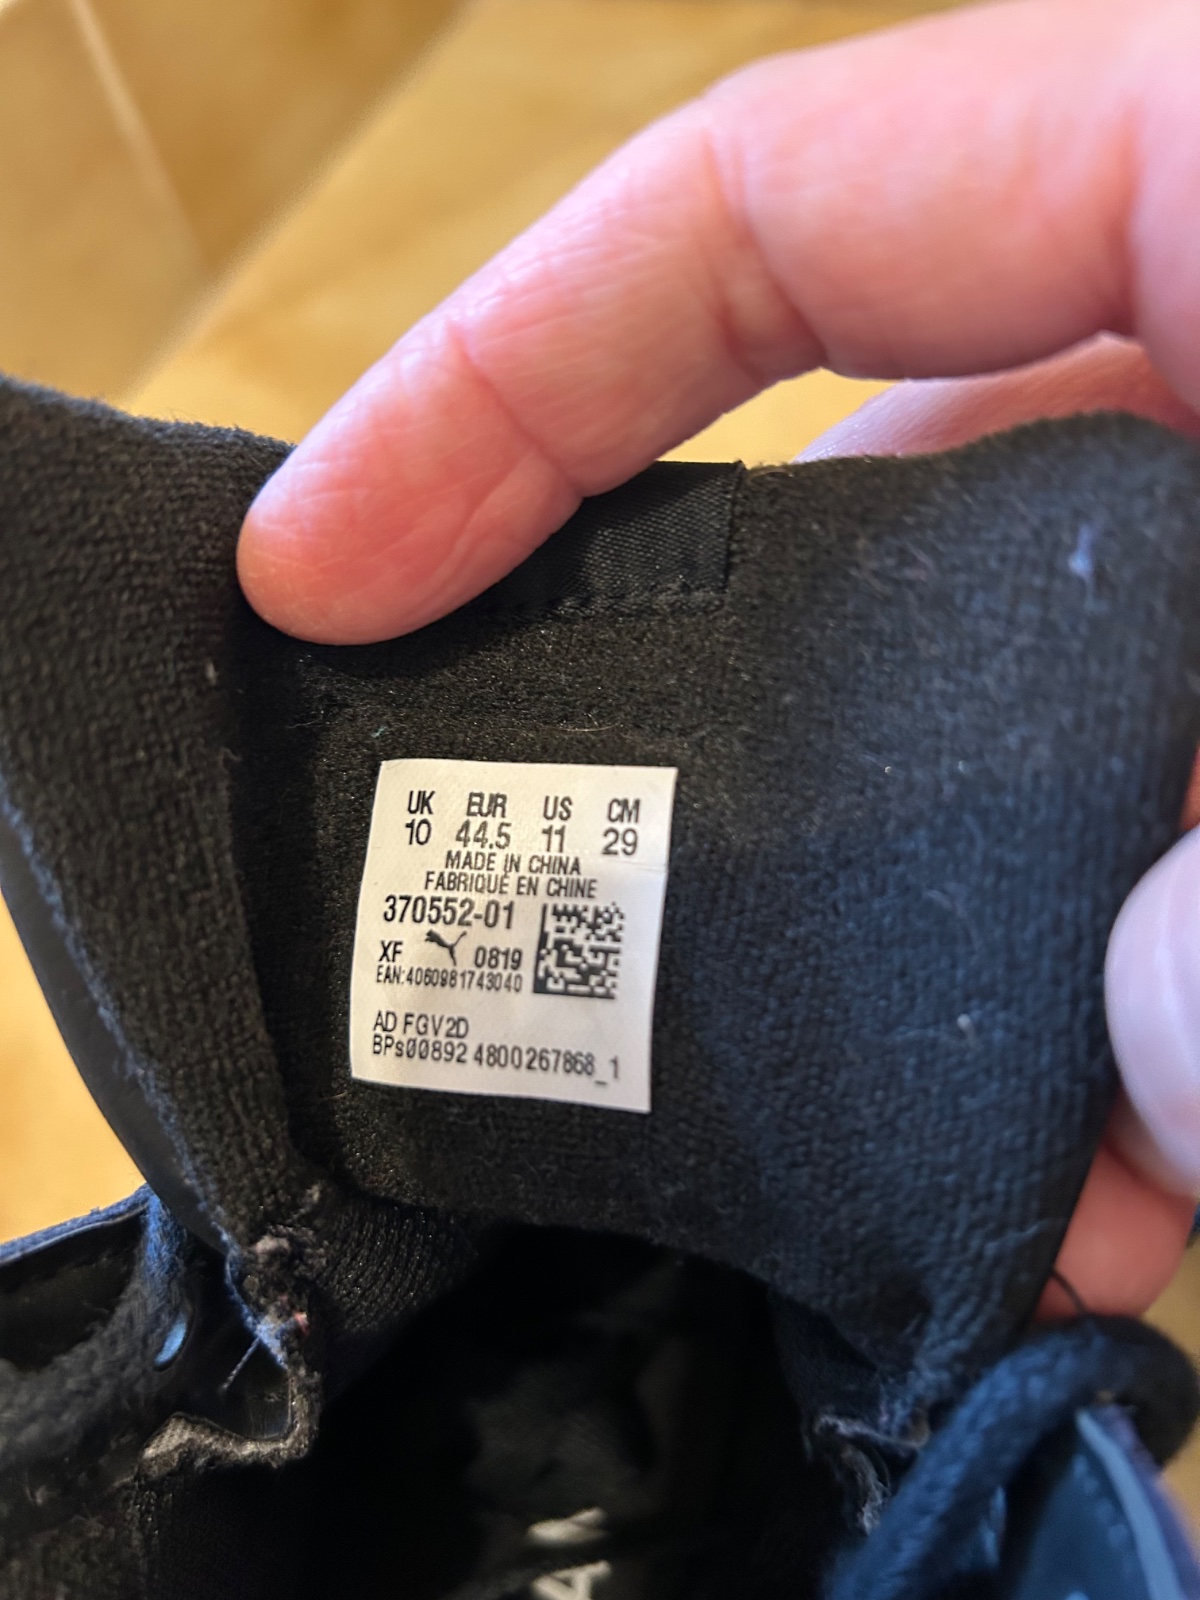 UK EUR US CM
10 44.5 11 29
MADE IN CHINA
FABRIQUÉ EN CHINE
370552-01
XF 0819
EAN:4060981743040
AD FGV2D
BPs00892 4800267868_1